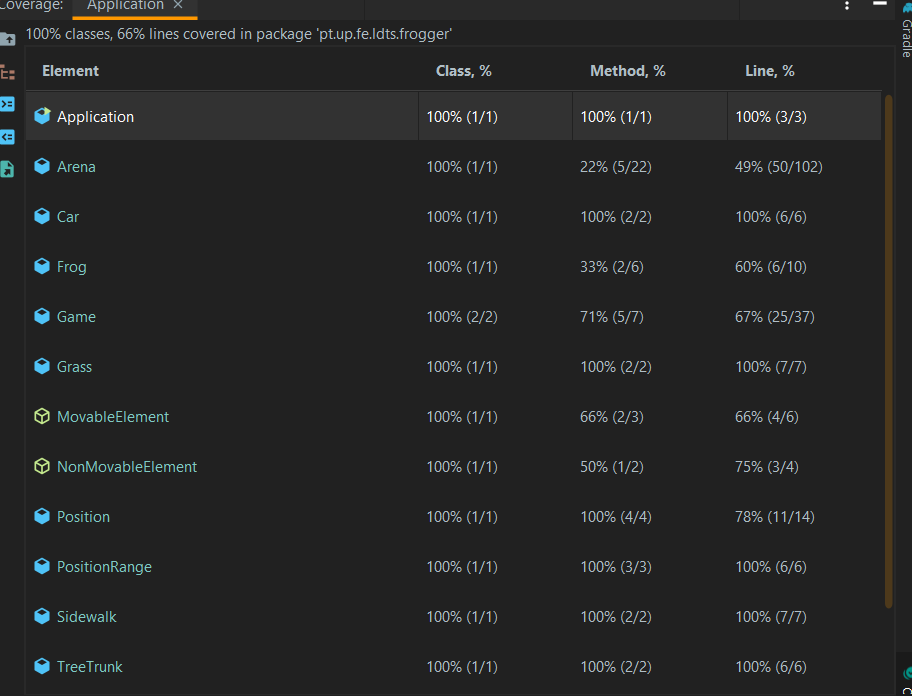 Coverage: Application ×
100% classes, 66% lines covered in package 'pt.up.fe.ldts.frogger'
Element Class, % Method, % Line, %
Application 100% (1/1) 100% (1/1) 100% (3/3)
Arena 100% (1/1) 22% (5/22) 49% (50/102)
Car 100% (1/1) 100% (2/2) 100% (6/6)
Frog 100% (1/1) 33% (2/6) 60% (6/10)
Game 100% (2/2) 71% (5/7) 67% (25/37)
Grass 100% (1/1) 100% (2/2) 100% (7/7)
MovableElement 100% (1/1) 66% (2/3) 66% (4/6)
NonMovableElement 100% (1/1) 50% (1/2) 75% (3/4)
Position 100% (1/1) 100% (4/4) 78% (11/14)
PositionRange 100% (1/1) 100% (3/3) 100% (6/6)
Sidewalk 100% (1/1) 100% (2/2) 100% (7/7)
TreeTrunk 100% (1/1) 100% (2/2) 100% (6/6)
Gradle